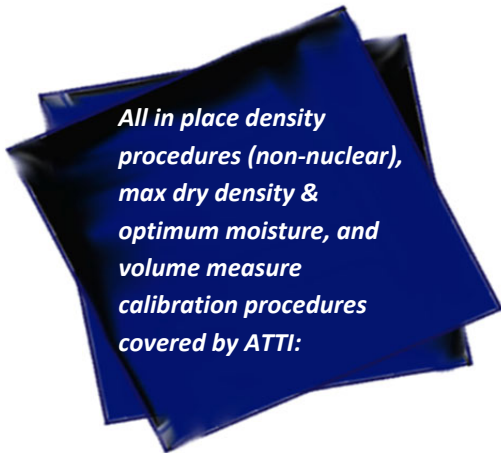 All in place density
procedures (non-nuclear),
max dry density &
optimum moisture, and
volume measure
calibration procedures
covered by ATTI: